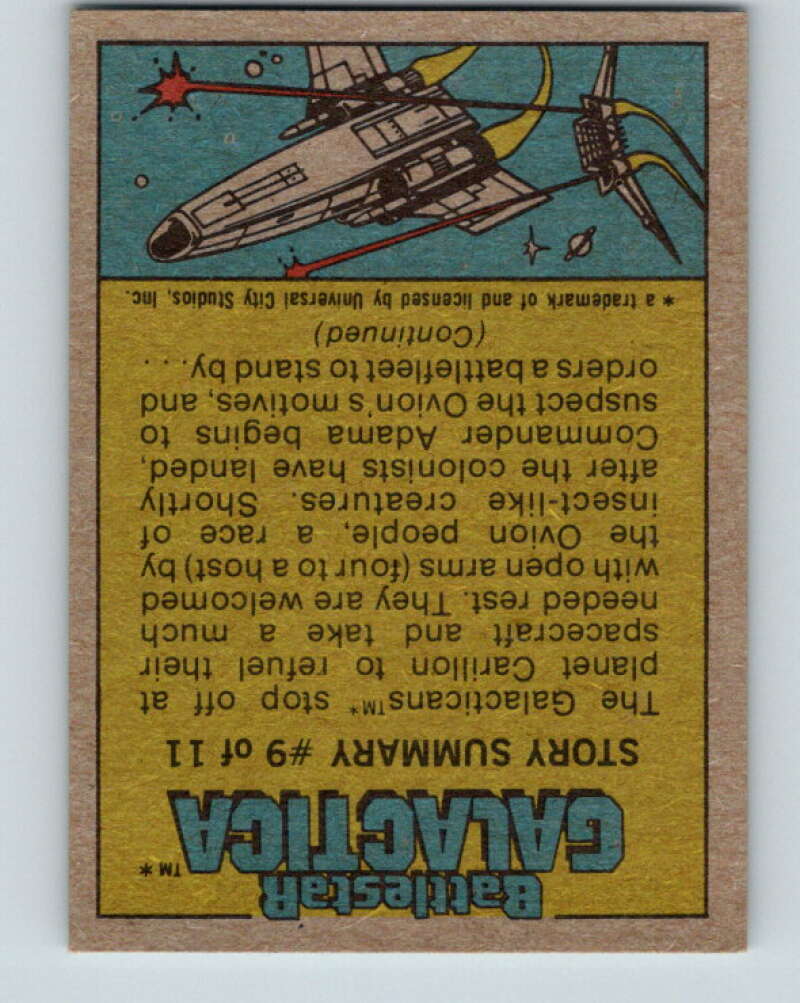 Battlestar
GALACTICA ™*
STORY SUMMARY #9 of 11
The Galacticans™* stop off at
planet Carillon to refuel their
spacecraft and take a much
needed rest. They are welcomed
with open arms (four to a host) by
the Ovion people, a race of
insect-like creatures. Shortly
after the colonists have landed,
Commander Adama begins to
suspect the Ovion's motives, and
orders a battlefleet to stand by. . . .
(Continued)
* a trademark of and licensed by Universal City Studios, Inc.